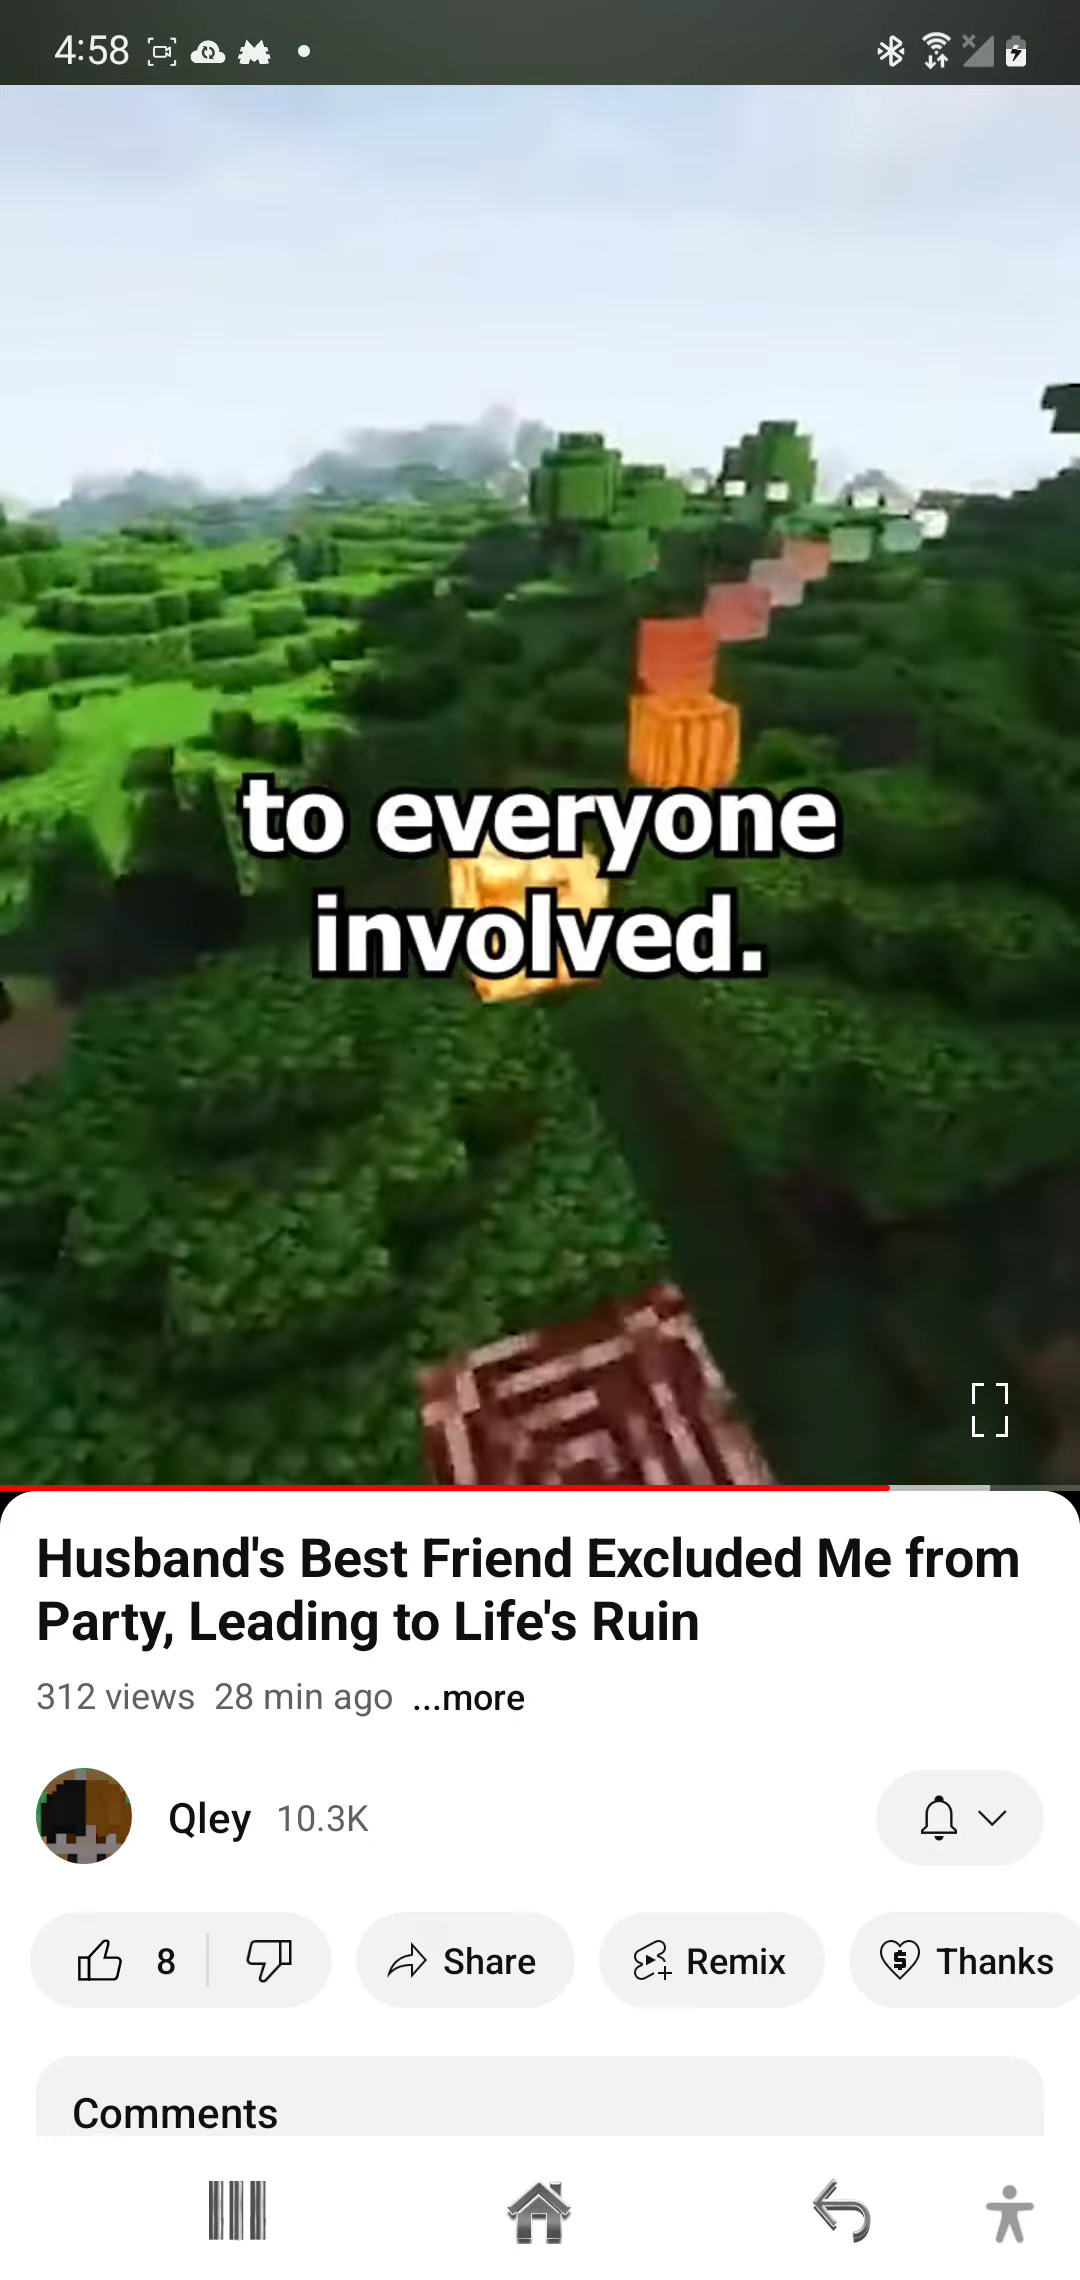 4:58
to everyone
involved.
Husband's Best Friend Excluded Me from
Party, Leading to Life's Ruin
312 views 28 min ago ...more
Qley 10.3K
8 Share Remix Thanks
Comments